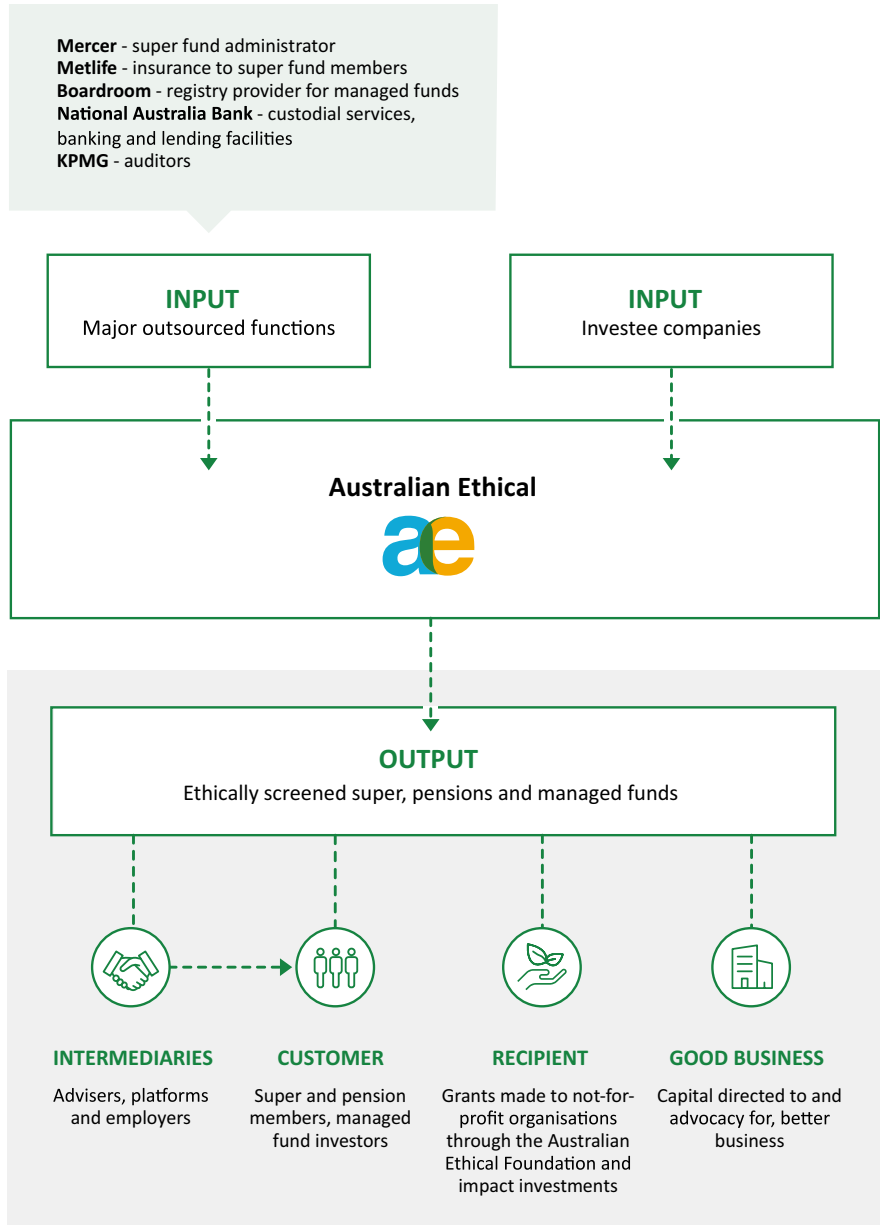 Mercer - super fund administrator
Metlife - insurance to super fund members
Boardroom - registry provider for managed funds
National Australia Bank - custodial services,
banking and lending facilities
KPMG - auditors
INPUT
Major outsourced functions
INPUT
Investee companies
Australian Ethical
ae
OUTPUT
Ethically screened super, pensions and managed funds
INTERMEDIARIES
Advisers, platforms
and employers
CUSTOMER
Super and pension
members, managed
fund investors
RECIPIENT
Grants made to not-for-
profit organisations
through the Australian
Ethical Foundation and
impact investments
GOOD BUSINESS
Capital directed to and
advocacy for, better
business